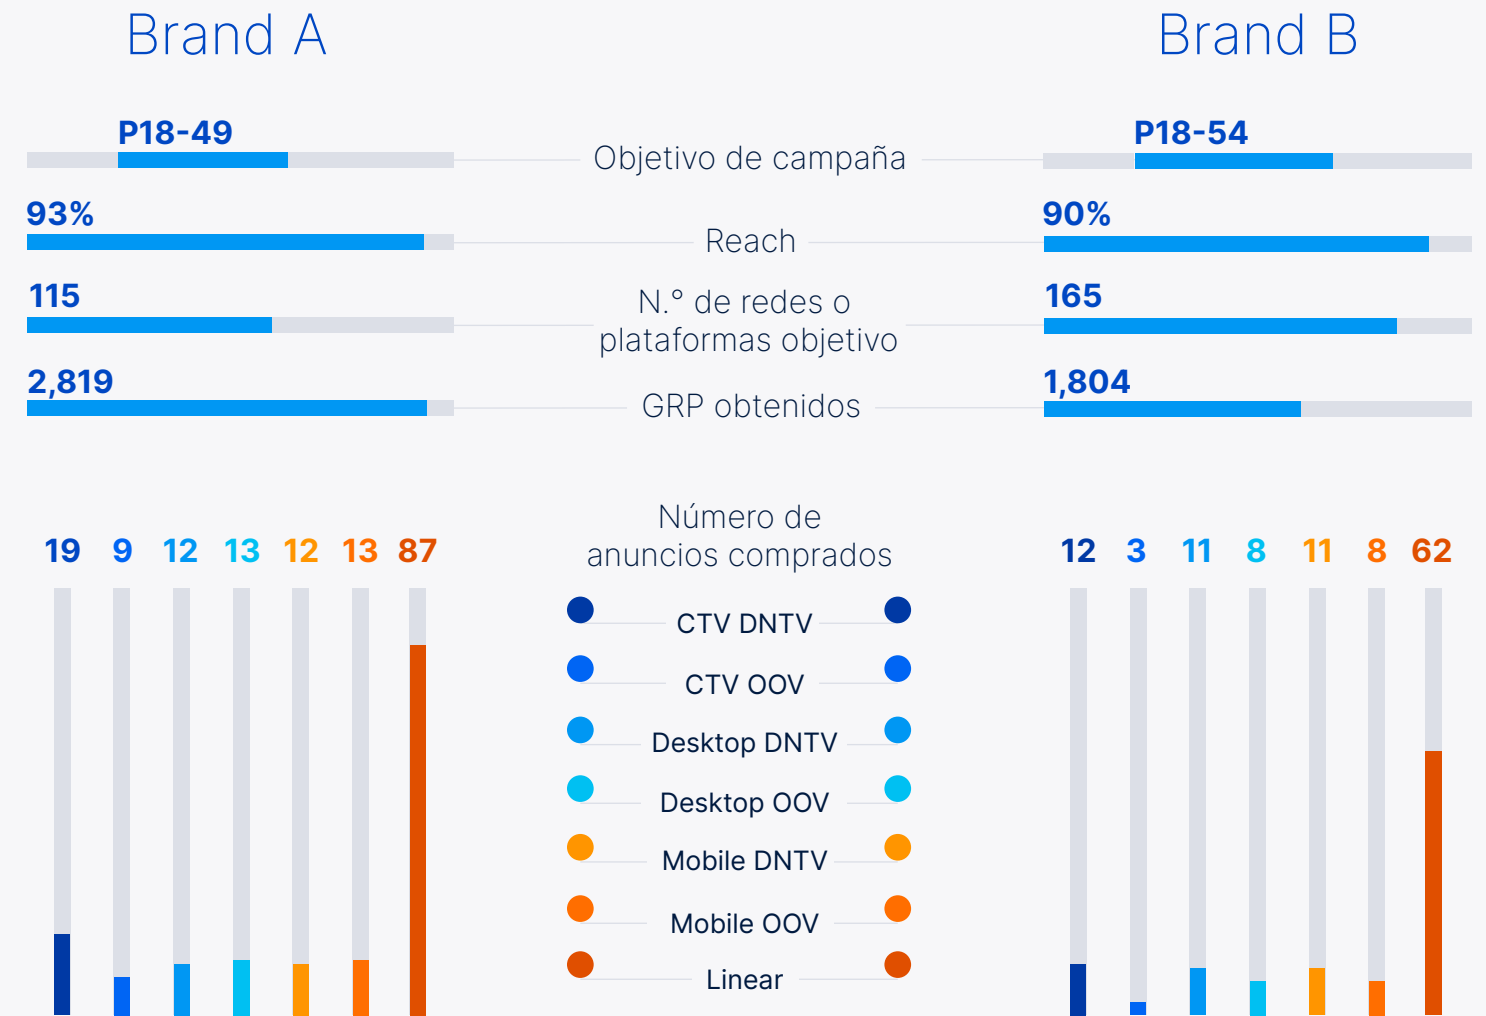 Brand A
Brand B
P18-49
Objetivo de campaña
P18-54
93%
Reach
90%
115
N.° de redes o
plataformas objetivo
165
2,819
GRP obtenidos
1,804
Número de
anuncios comprados
19 9 12 13 12 13 87
12 3 11 8 11 8 62
CTV DNTV
CTV OOV
Desktop DNTV
Desktop OOV
Mobile DNTV
Mobile OOV
Linear